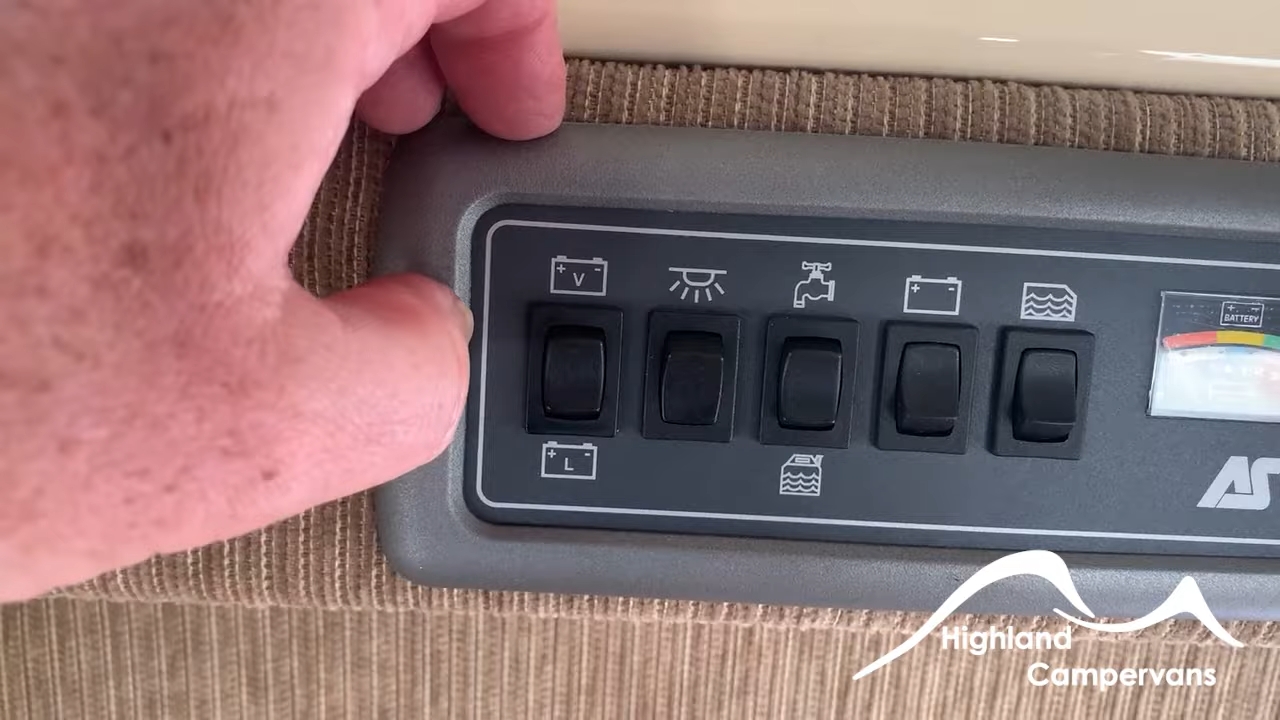 + V -
+ -
BATTERY
+ -
+ L -
AS
Highland
Campervans